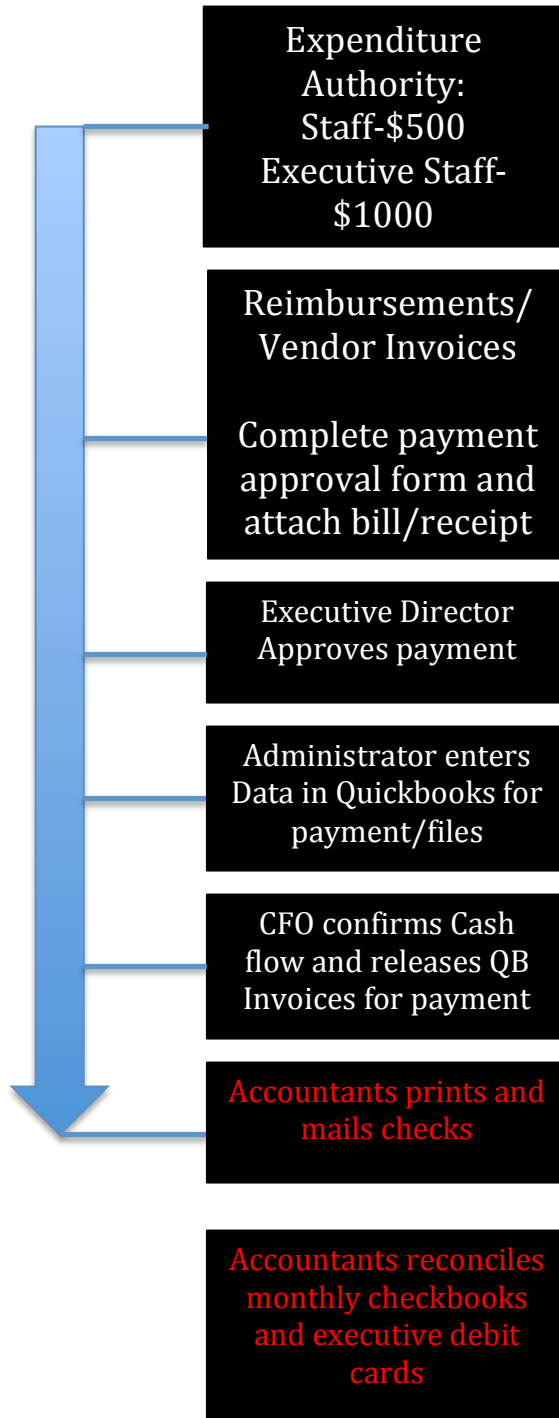 Expenditure
Authority:
Staff-$500
Executive Staff-
$1000
Reimbursements/
Vendor Invoices
Complete payment
approval form and
attach bill/receipt
Executive Director
Approves payment
Administrator enters
Data in Quickbooks for
payment/files
CFO confirms Cash
flow and releases QB
Invoices for payment
Accountants prints and
mails checks
Accountants reconciles
monthly checkbooks
and executive debit
cards